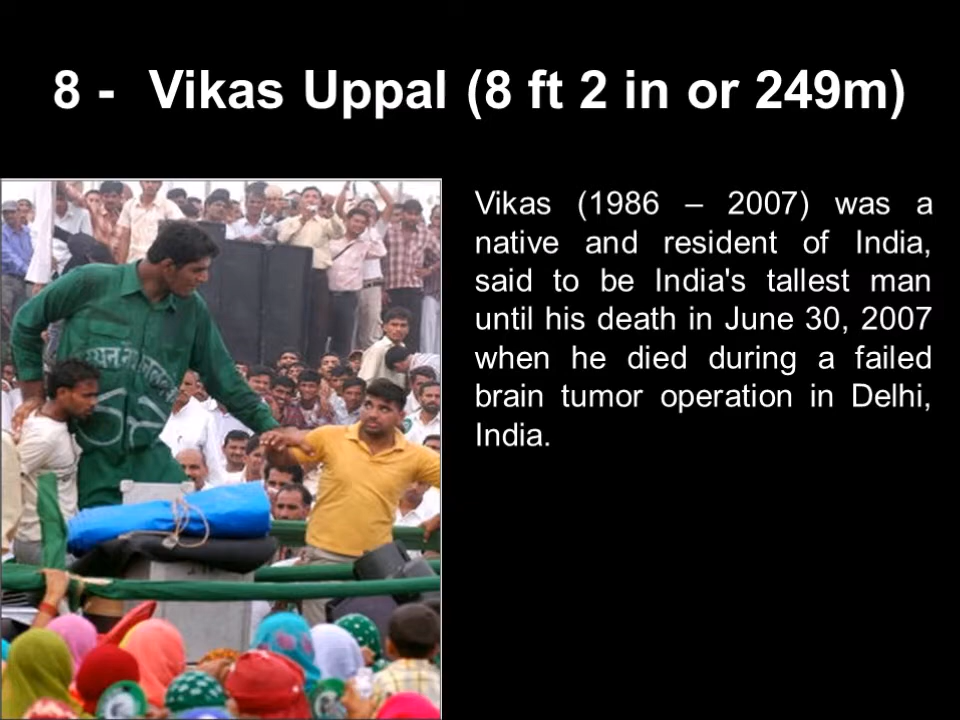 8 - Vikas Uppal (8 ft 2 in or 249m)
Vikas (1986 – 2007) was a
native and resident of India,
said to be India's tallest man
until his death in June 30, 2007
when he died during a failed
brain tumor operation in Delhi,
India.